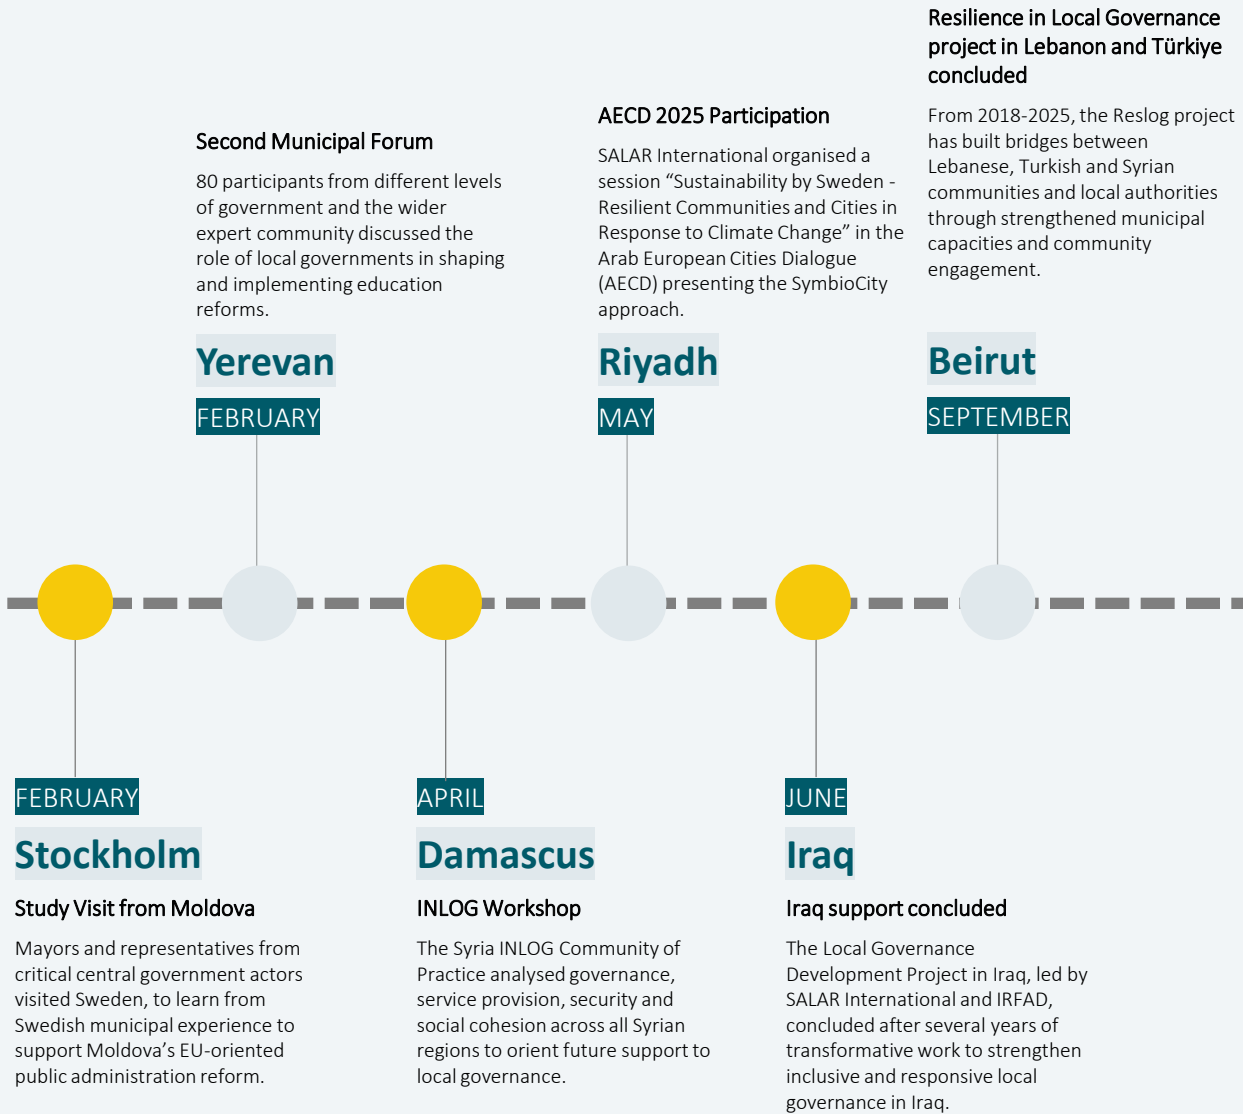 Second Municipal Forum
80 participants from different levels
of government and the wider
expert community discussed the
role of local governments in shaping
and implementing education
reforms.
Yerevan
FEBRUARY
AECD 2025 Participation
SALAR International organised a
session “Sustainability by Sweden -
Resilient Communities and Cities in
Response to Climate Change” in the
Arab European Cities Dialogue
(AECD) presenting the SymbioCity
approach.
Riyadh
MAY
Resilience in Local Governance
project in Lebanon and Türkiye
concluded
From 2018-2025, the Reslog project
has built bridges between
Lebanese, Turkish and Syrian
communities and local authorities
through strengthened municipal
capacities and community
engagement.
Beirut
SEPTEMBER
FEBRUARY
Stockholm
Study Visit from Moldova
Mayors and representatives from
critical central government actors
visited Sweden, to learn from
Swedish municipal experience to
support Moldova’s EU-oriented
public administration reform.
APRIL
Damascus
INLOG Workshop
The Syria INLOG Community of
Practice analysed governance,
service provision, security and
social cohesion across all Syrian
regions to orient future support to
local governance.
JUNE
Iraq
Iraq support concluded
The Local Governance
Development Project in Iraq, led by
SALAR International and IRFAD,
concluded after several years of
transformative work to strengthen
inclusive and responsive local
governance in Iraq.